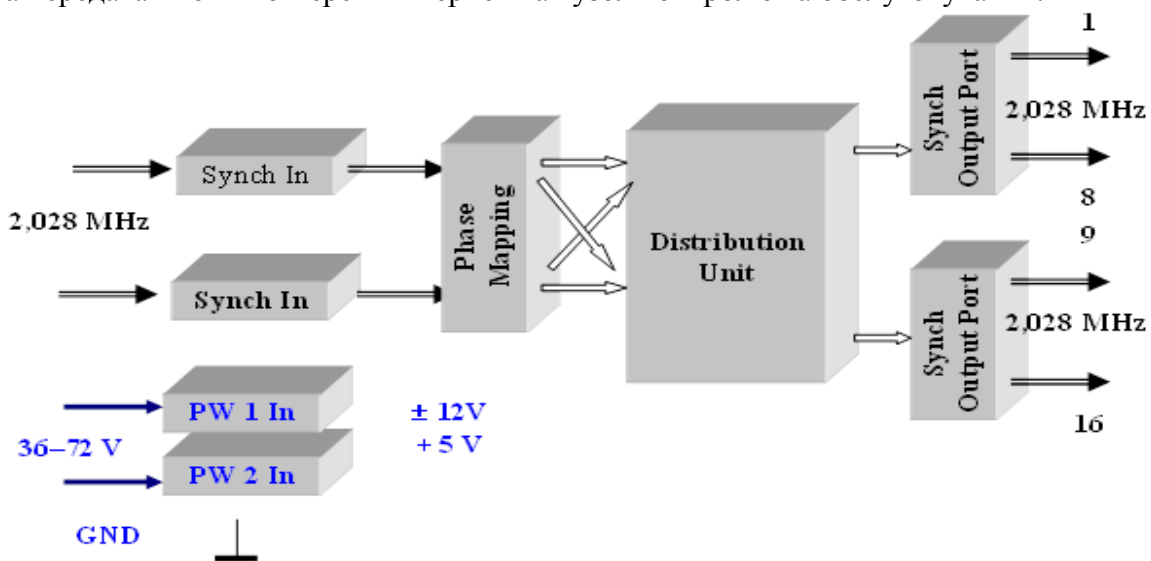 1
Synch
Output Port
2,028 MHz
8
Synch In
2,028 MHz
Phase
Mapping
Distribution
Unit
9
Synch In
Synch
Output Port
2,028 MHz
16
PW 1 In
36–72 V
PW 2 In
± 12V
+ 5 V
GND